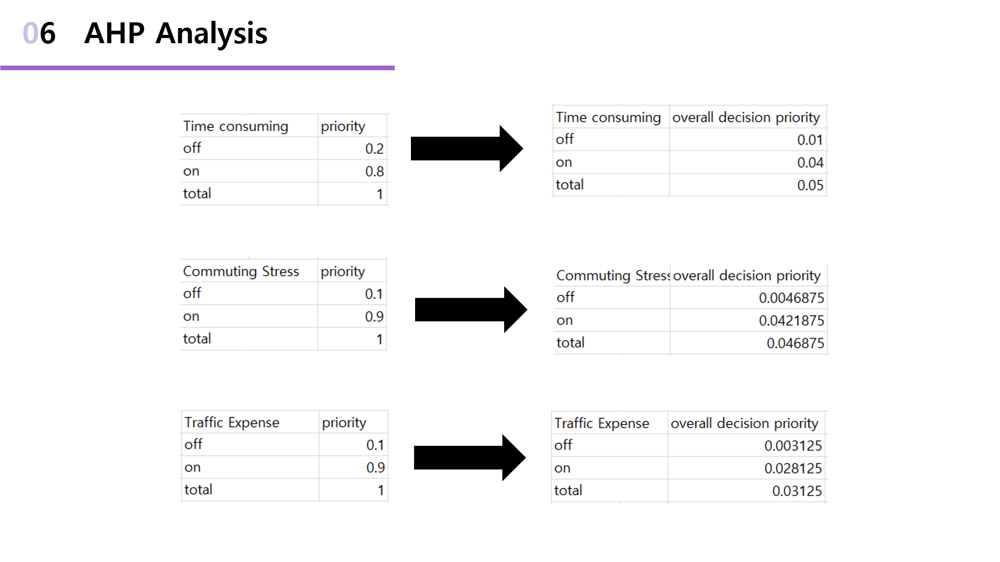 06 AHP Analysis
Time consuming priority
off 0.2
on 0.8
total 1
Time consuming overall decision priority
off 0.01
on 0.04
total 0.05
Commuting Stress priority
off 0.1
on 0.9
total 1
Commuting Stress overall decision priority
off 0.0046875
on 0.0421875
total 0.046875
Traffic Expense priority
off 0.1
on 0.9
total 1
Traffic Expense overall decision priority
off 0.003125
on 0.028125
total 0.03125